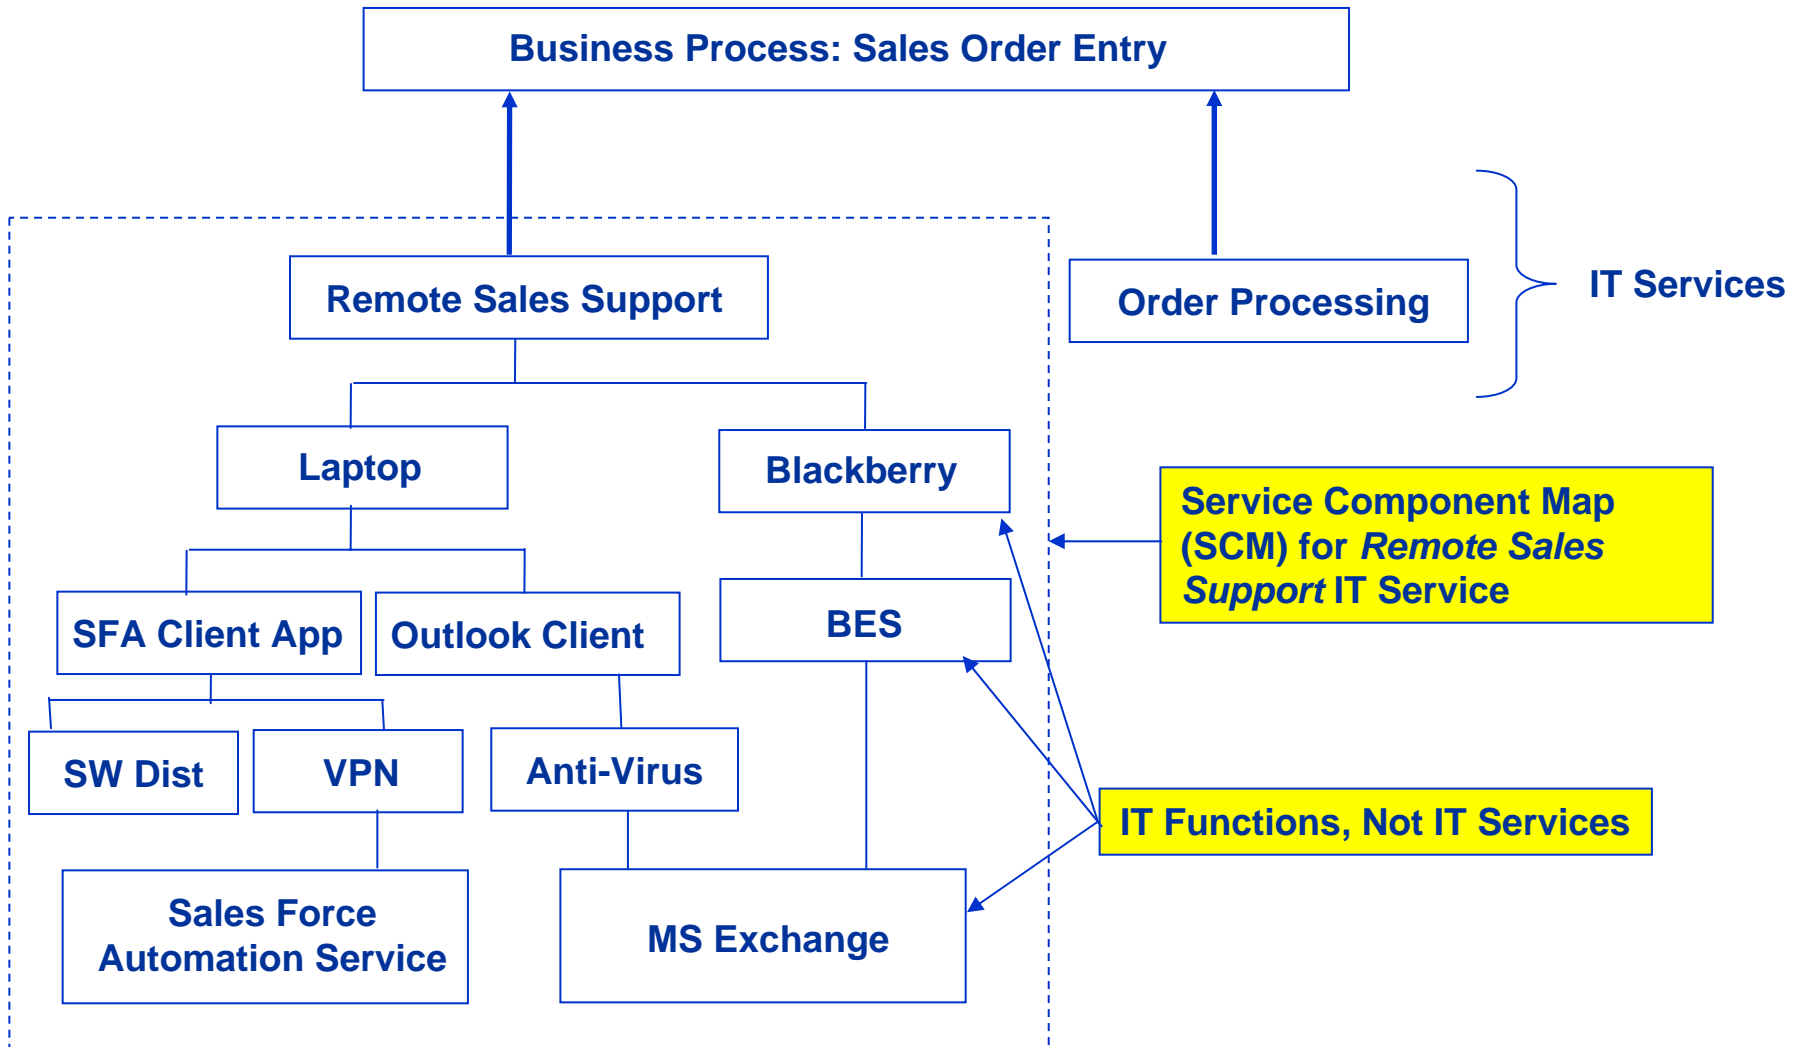 Business Process: Sales Order Entry
IT Services
Remote Sales Support
Order Processing
Laptop
Blackberry
Service Component Map
(SCM) for Remote Sales
Support IT Service
SFA Client App
Outlook Client
BES
SW Dist
VPN
Anti-Virus
IT Functions, Not IT Services
Sales Force
Automation Service
MS Exchange